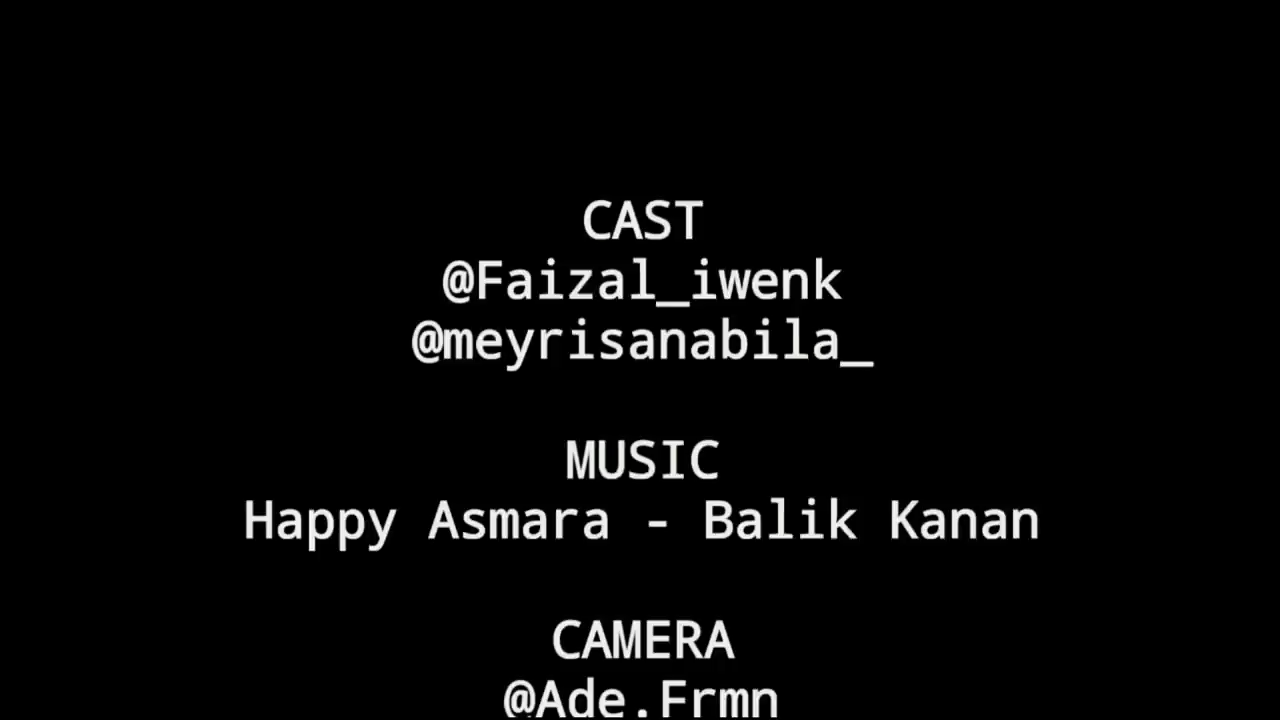 CAST
@Faizal_iwenk
@meyrisanabila_
MUSIC
Happy Asmara - Balik Kanan
CAMERA
@Ade.Frmn